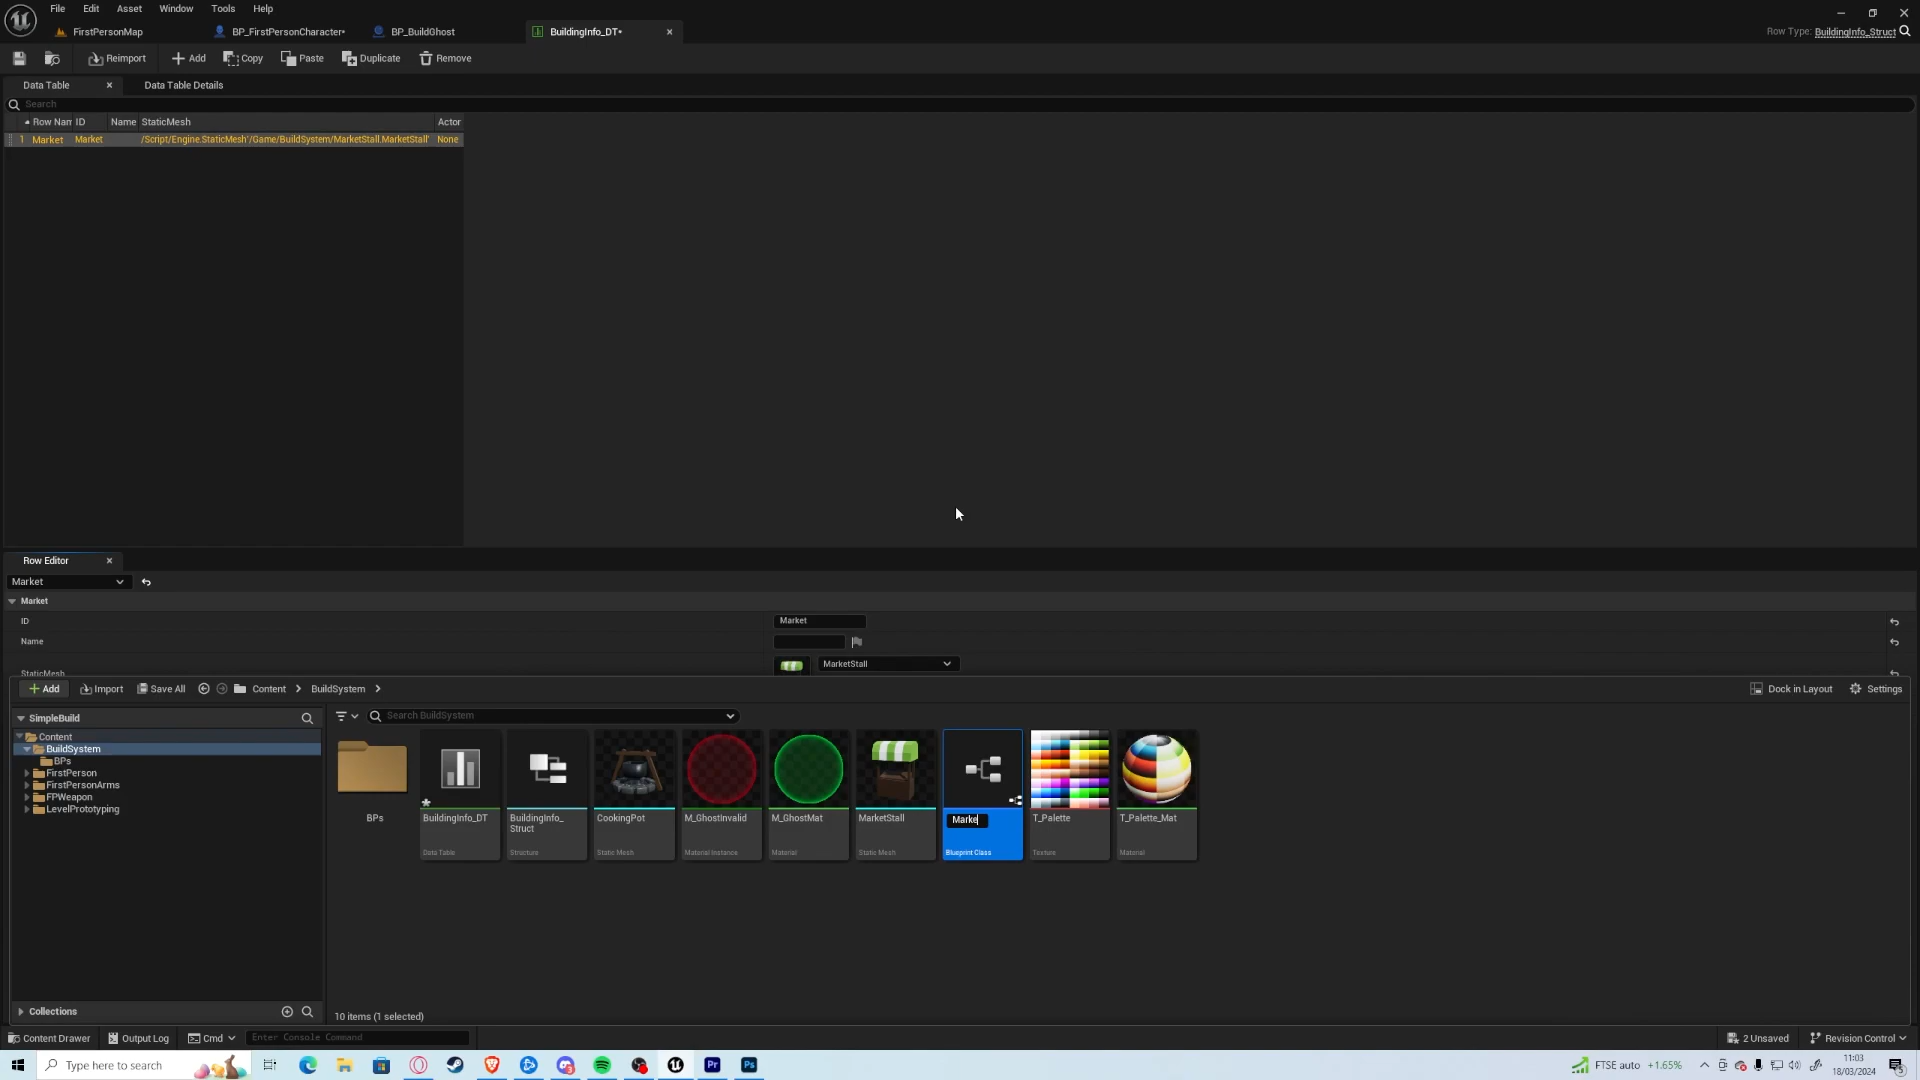 File Edit Asset Window Tools Help
FirstPersonMap BP_FirstPersonCharacter* BP_BuildGhost BuildingInfo_DT*
Row Type: BuildingInfo_Struct
Reimport Add Copy Paste Duplicate Remove
Data Table Data Table Details
Search
Row Nam ID Name StaticMesh Actor
1 Market Market /Script/Engine.StaticMesh'/Game/BuildSystem/MarketStall.MarketStall' None
Row Editor
Market
Market
ID Market
Name
StaticMesh MarketStall
Add Import Save All Content BuildSystem Dock in Layout Settings
SimpleBuild
Search BuildSystem
Content
BuildSystem
BPs
FirstPerson
FirstPersonArms
FPWeapon
LevelPrototyping
BPs
BuildingInfo_DT
Data Table
BuildingInfo_
Struct
Structure
CookingPot
Static Mesh
M_GhostInvalid
Material Instance
M_GhostMat
Material
MarketStall
Static Mesh
Marke
Blueprint Class
T_Palette
Texture
T_Palette_Mat
Material
Collections
10 items (1 selected)
Content Drawer Output Log Cmd Enter Console Command 2 Unsaved Revision Control
Type here to search
Pr Ps
FTSE auto +1.65%
11:03
18/03/2024